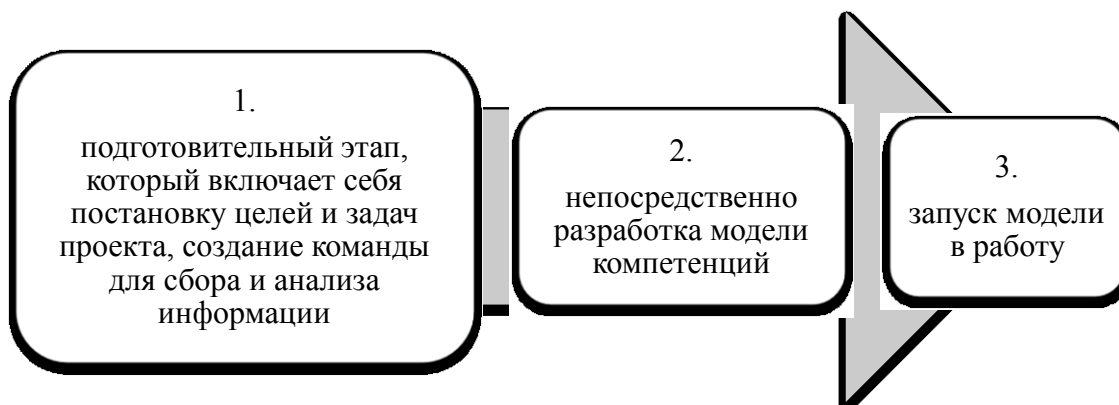 1.
подготовительный этап,
который включает себя
постановку целей и задач
проекта, создание команды
для сбора и анализа
информации
2.
непосредственно
разработка модели
компетенций
3.
запуск модели
в работу